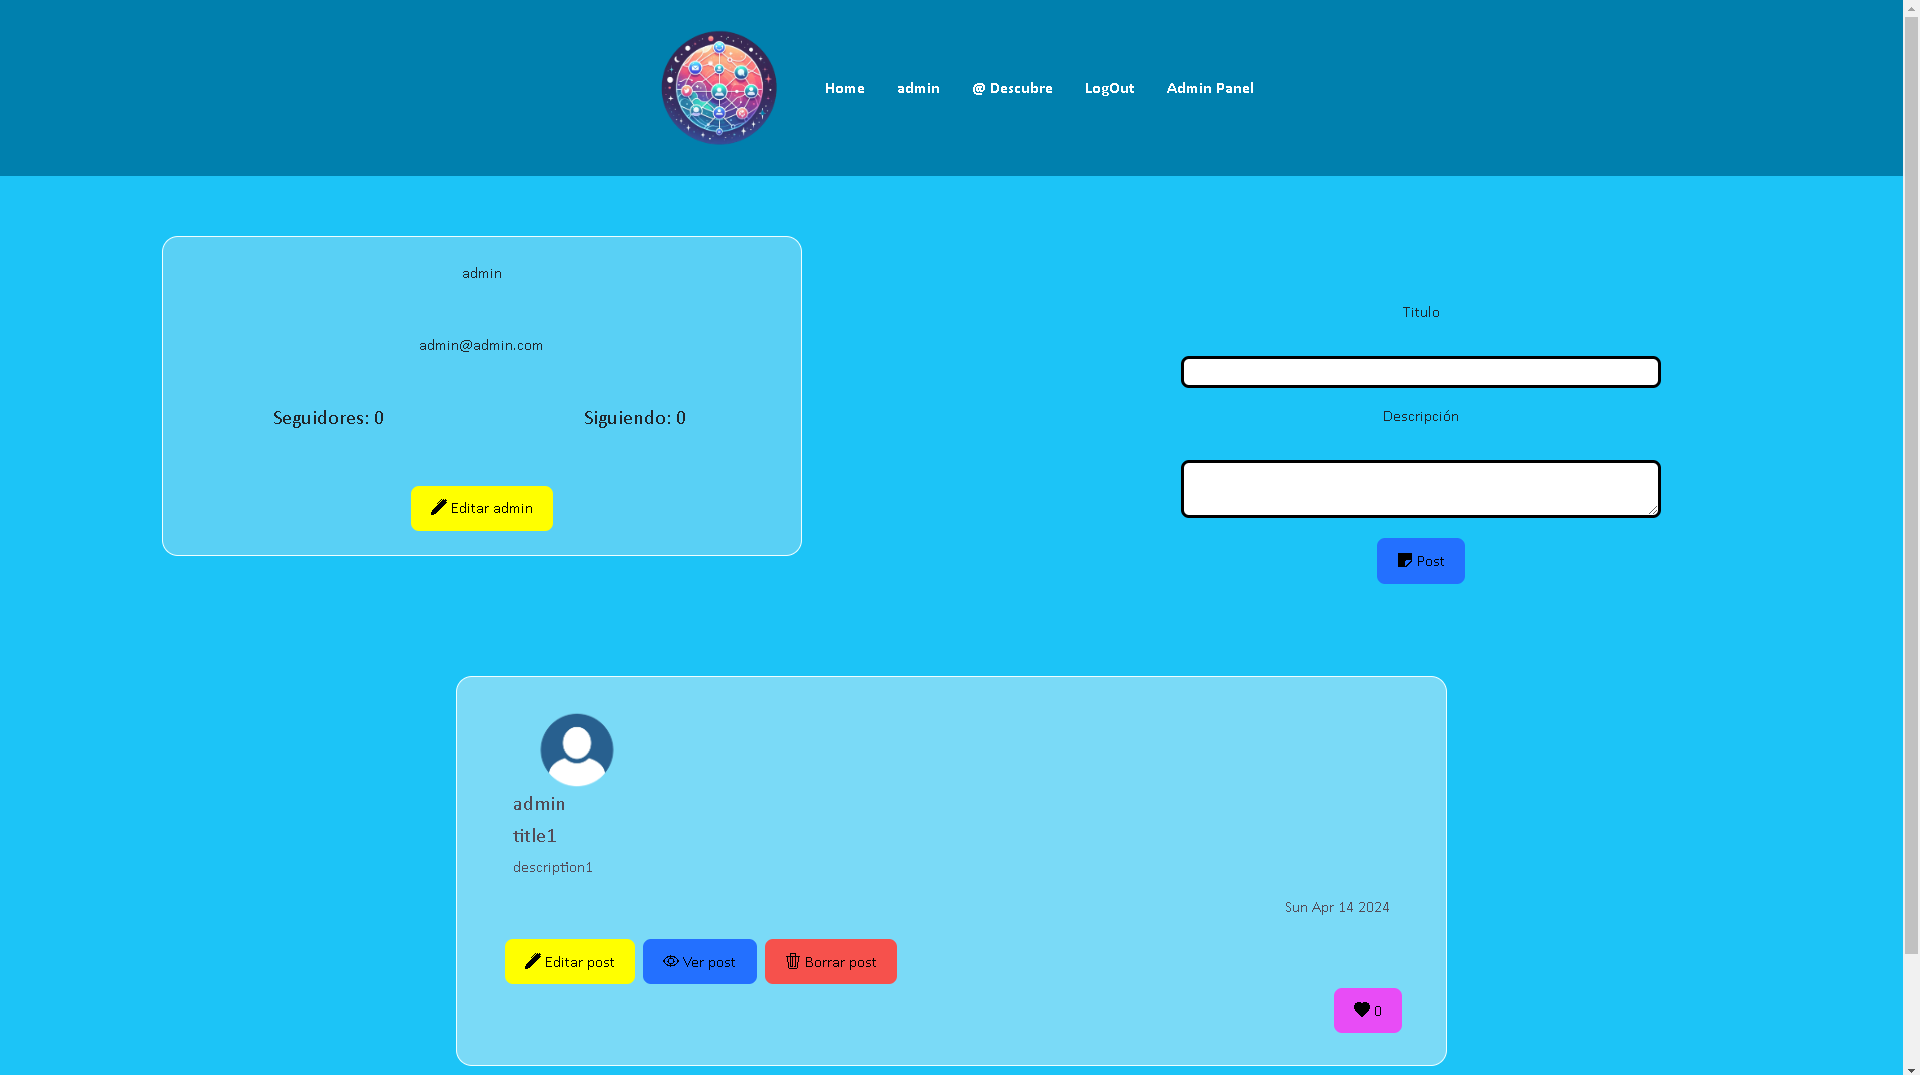 Home admin @ Descubre LogOut Admin Panel
admin
admin@admin.com
Seguidores: 0 Siguiendo: 0
Editar admin
Titulo
Descripción
Post
admin
title1
description1
Sun Apr 14 2024
Editar post Ver post Borrar post
0